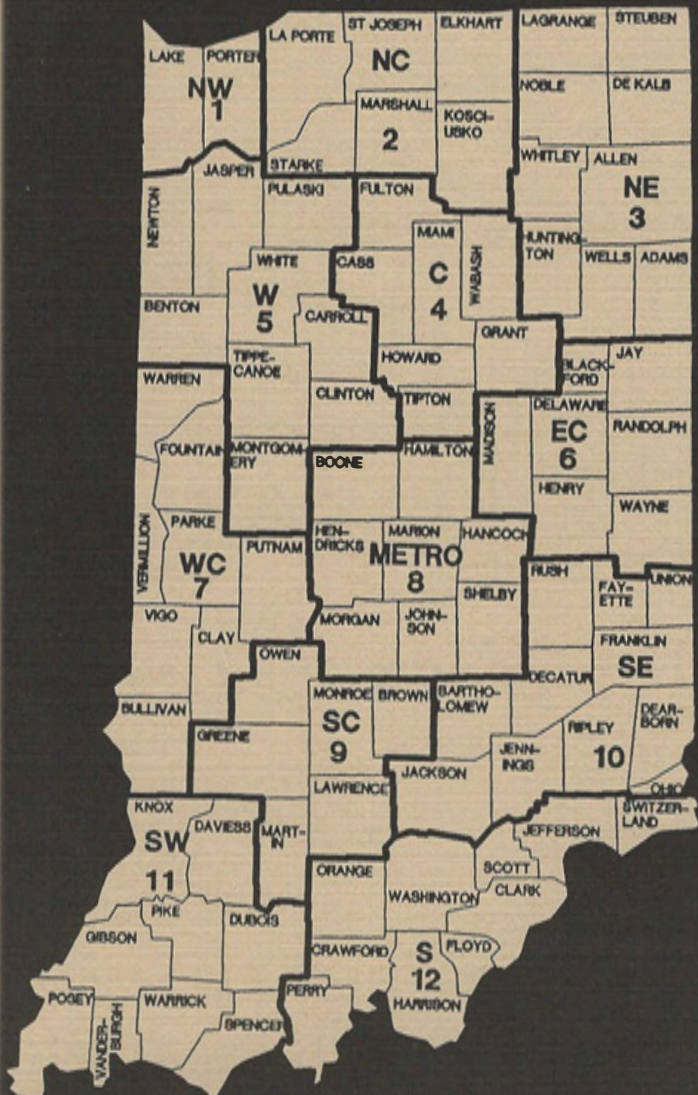 LAKE
PORTER
NW
1
LA PORTE
ST JOSEPH
NC
ELKHART
LAGRANGE
STEUBEN
MARSHALL
2
KOSCI-
USKO
NOBLE
DE KALB
STARKE
WHITLEY
ALLEN
NE
3
NEWTON
JASPER
PULASKI
FULTON
MIAMI
WABASH
HUNTING-
TON
WELLS
ADAMS
WHITE
W
5
CASS
C
4
BENTON
CARROLL
GRANT
TIPPE-
CANOE
HOWARD
BLACK-
FORD
JAY
WARREN
CLINTON
TIPTON
MADISON
DELAWARE
EC
6
RANDOLPH
FOUNTAIN
MONTGOM-
ERY
BOONE
HAMILTON
HENRY
WAYNE
VERMILLION
PARKE
WC
7
PUTNAM
HEN-
DRICKS
MARION
METRO
8
HANCOCK
RUSH
FAY-
ETTE
UNION
VIGO
CLAY
MORGAN
JOHN-
SON
SHELBY
FRANKLIN
SE
OWEN
DECATUR
SULLIVAN
GREENE
MONROE
SC
9
BROWN
BARTHO-
LOMEW
RIPLEY
10
DEAR-
BORN
JENN-
INGS
LAWRENCE
JACKSON
OHIO
KNOX
SW
11
DAVIESS
MART-
IN
JEFFERSON
SWITZER-
LAND
ORANGE
WASHINGTON
SCOTT
CLARK
PIKE
DUBOIS
GIBSON
CRAWFORD
S
12
FLOYD
HARRISON
PERRY
POSEY
VANDER-
BURGH
WARRICK
SPENCER